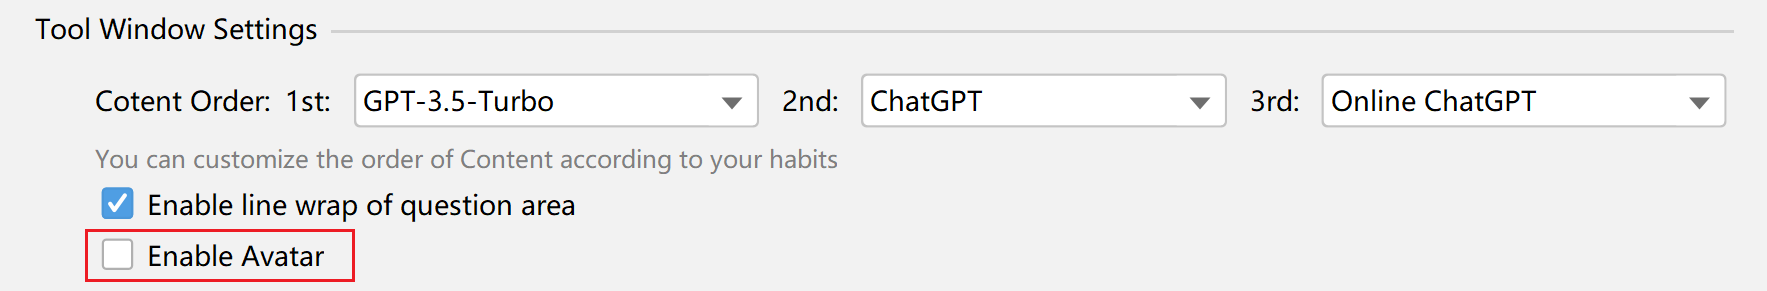 Tool Window Settings
Cotent Order: 1st: GPT-3.5-Turbo 2nd: ChatGPT 3rd: Online ChatGPT
You can customize the order of Content according to your habits
Enable line wrap of question area
Enable Avatar